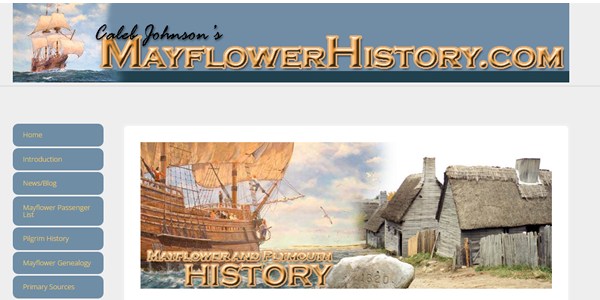 Caleb Johnson's
MAYFLOWERHISTORY.COM
Home
Introduction
News/Blog
Mayflower Passenger
List
Pilgrim History
Mayflower Genealogy
Primary Sources
MAYFLOWER AND PLYMOUTH
HISTORY
1620